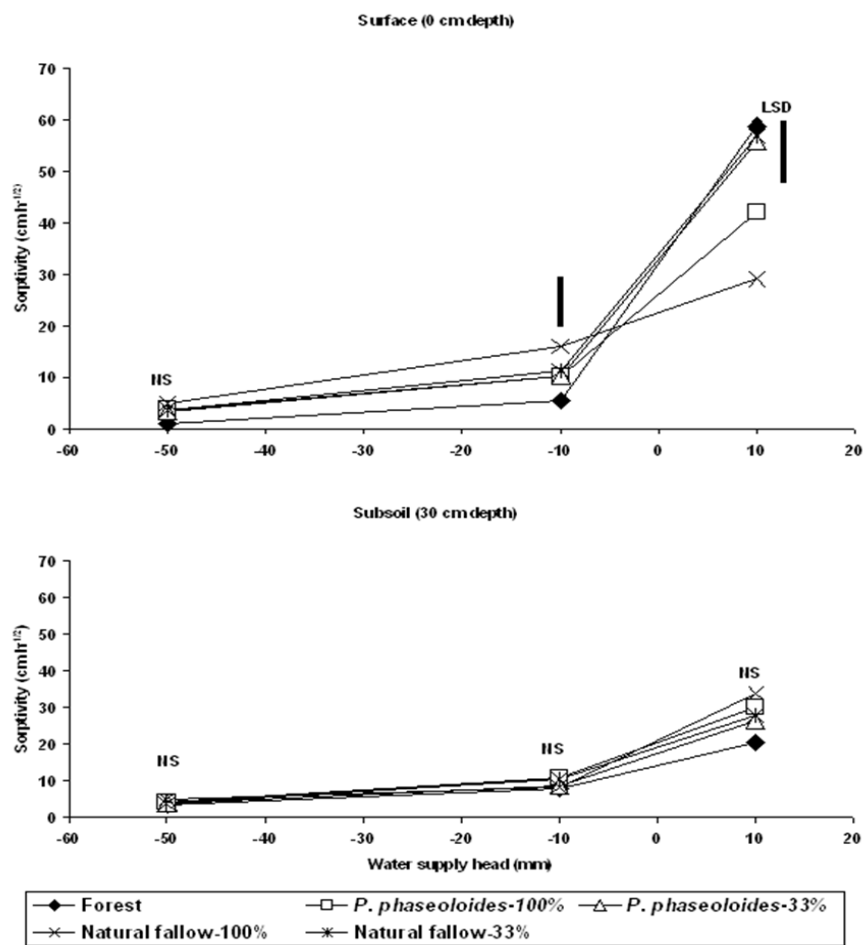 Surface (0 cm depth)
70
60
50
40
30
20
10
0
Sorptivity (cmh^-1/2)
LSD
NS
-60 -50 -40 -30 -20 -10 0 10 20
Subsoil (30 cm depth)
70
60
50
40
30
20
10
0
Sorptivity (cmh^-1/2)
NS
NS
NS
-60 -50 -40 -30 -20 -10 0 10 20
Water supply head (mm)
Forest P. phaseoloides-100% P. phaseoloides-33%
Natural fallow-100% Natural fallow-33%